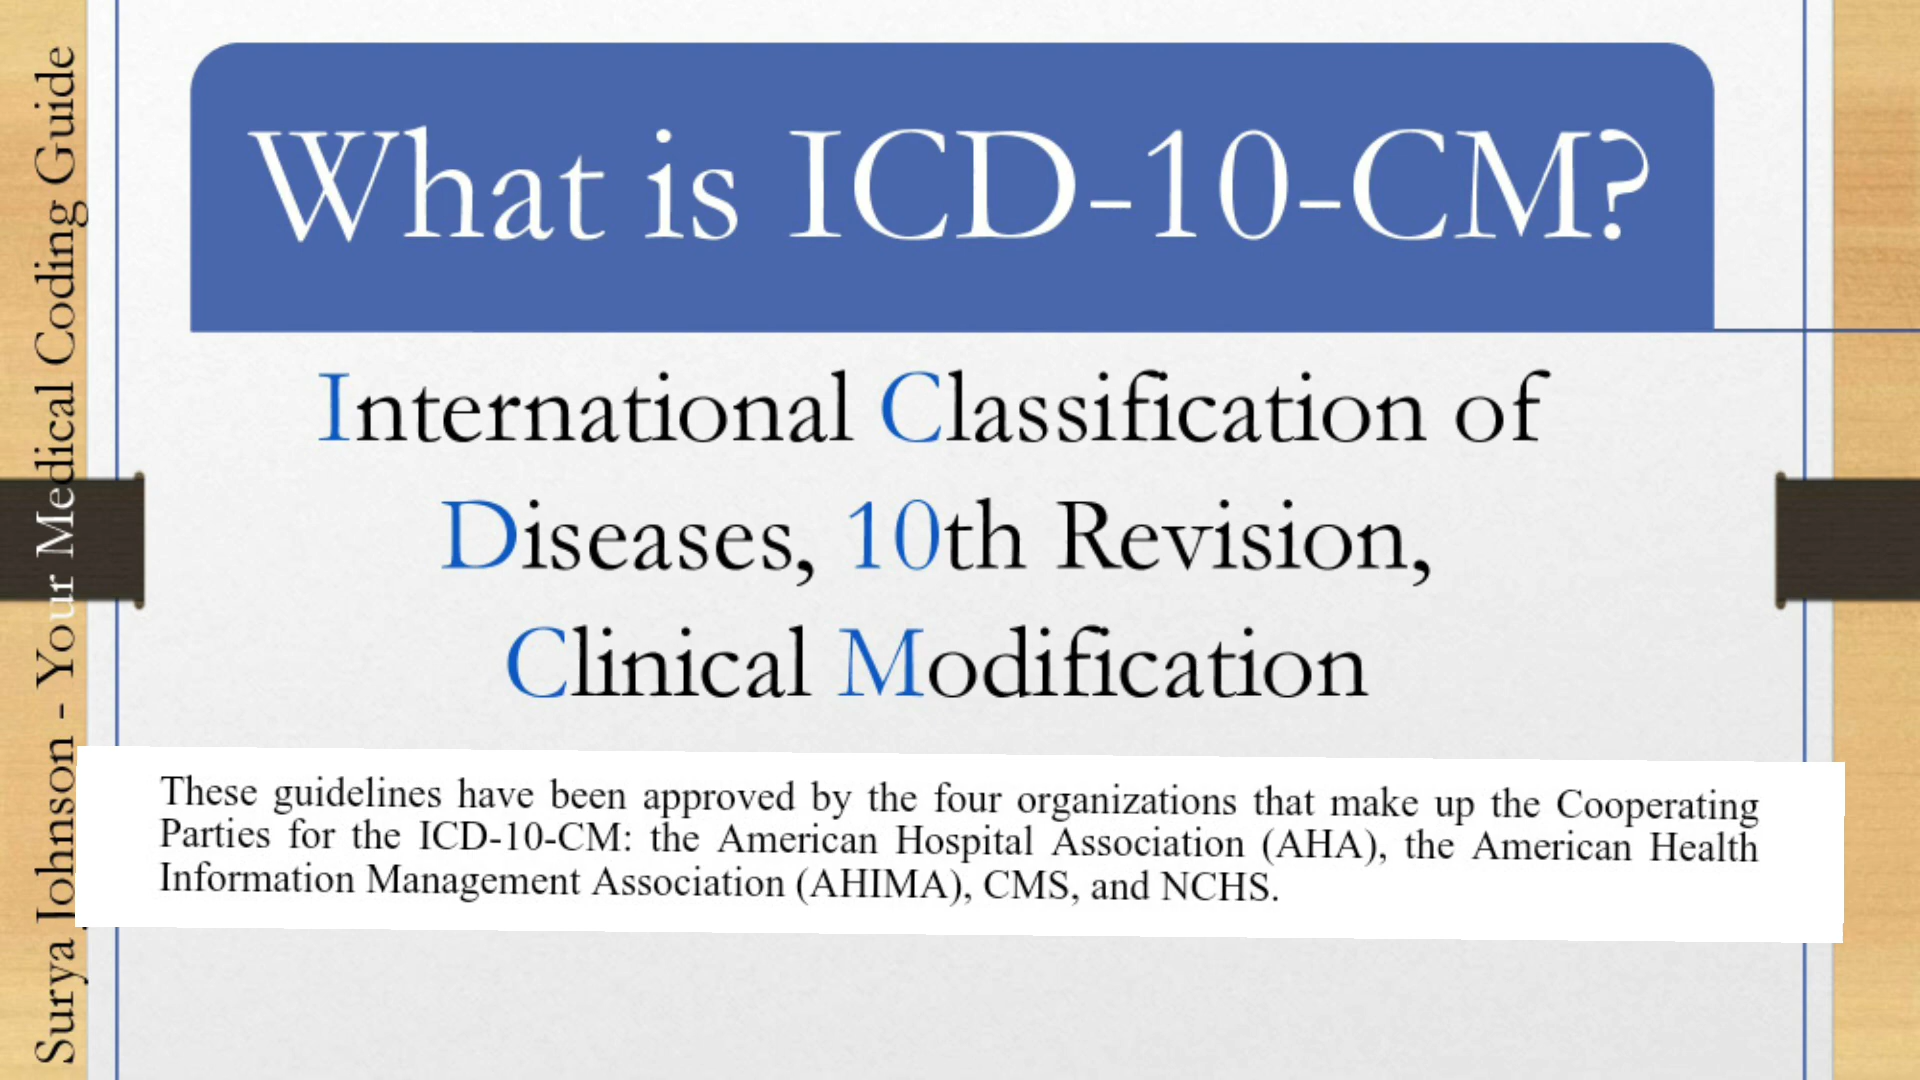 What is ICD-10-CM?
International Classification of
Diseases, 10th Revision,
Clinical Modification
These guidelines have been approved by the four organizations that make up the Cooperating
Parties for the ICD-10-CM: the American Hospital Association (AHA), the American Health
Information Management Association (AHIMA), CMS, and NCHS.
Surya Johnson - Your Medical Coding Guide